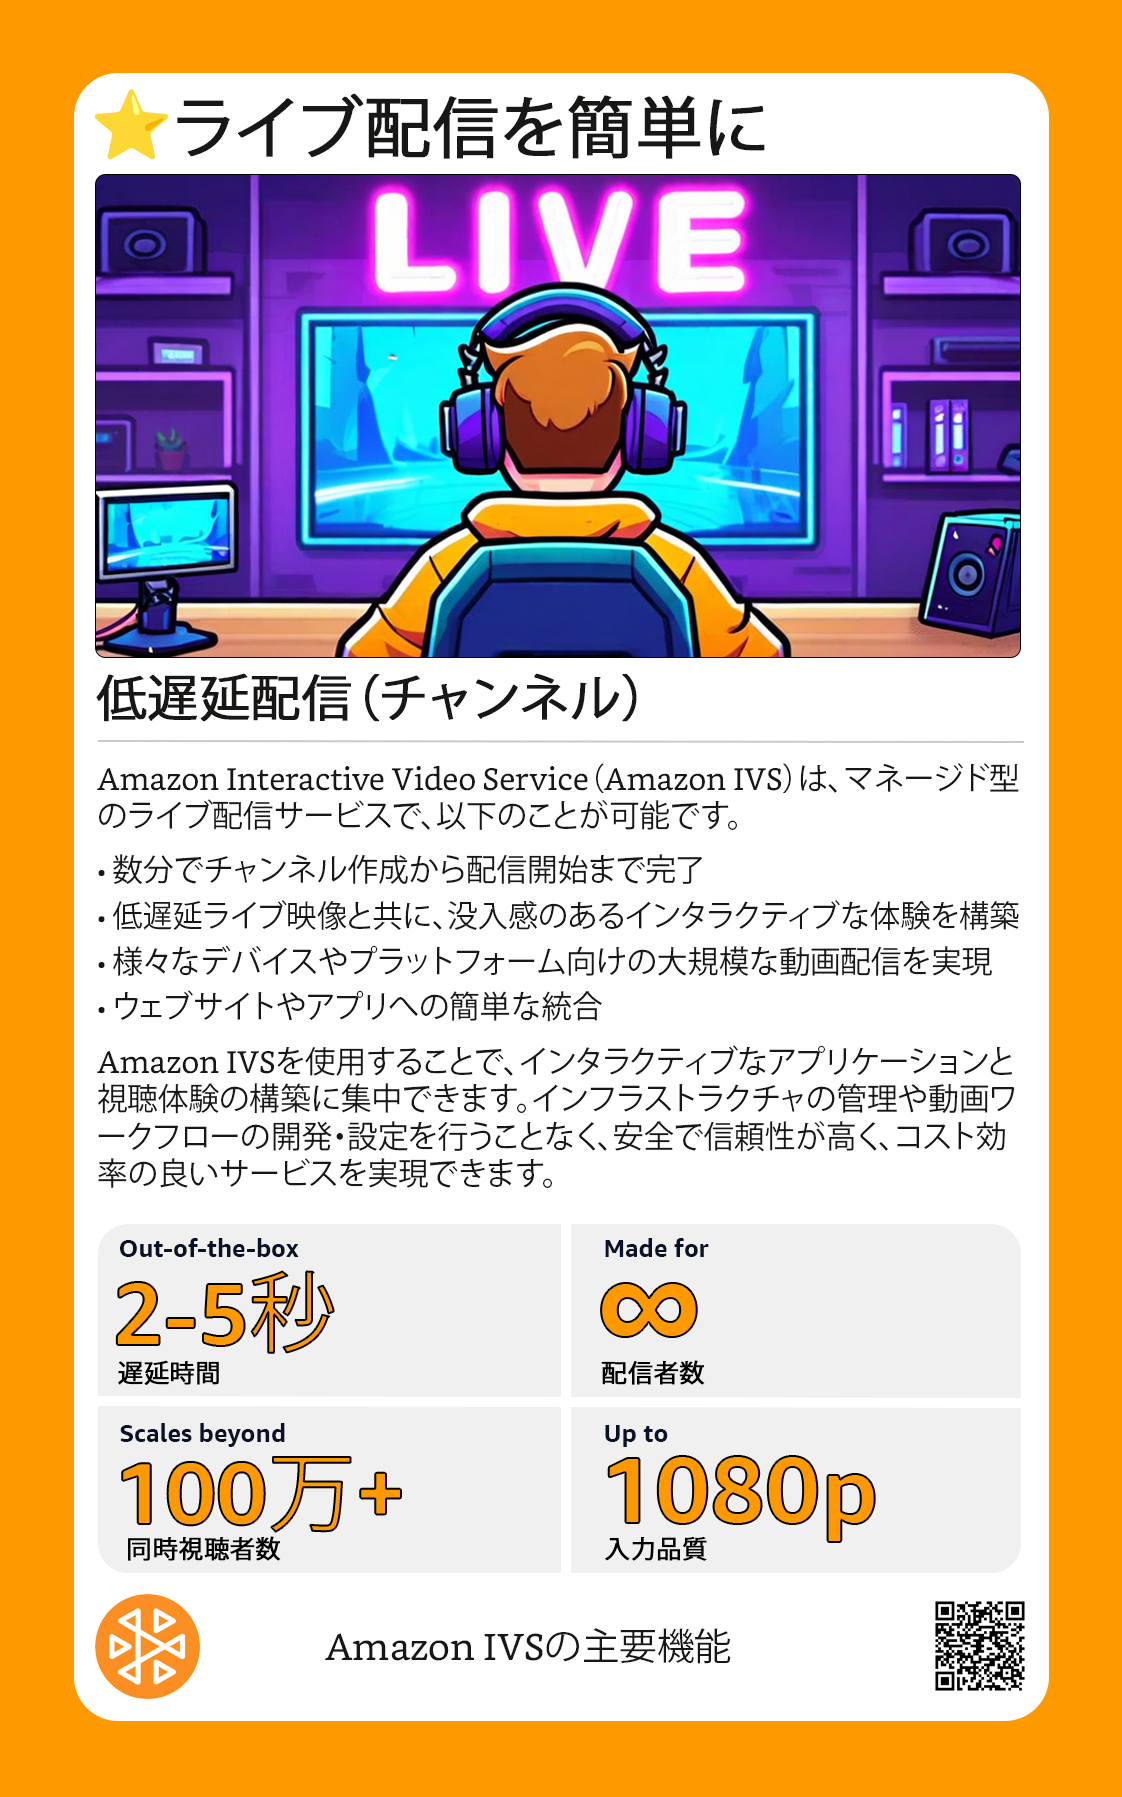 ライブ配信を簡単に
LIVE
低遅延配信（チャンネル）
Amazon Interactive Video Service（Amazon IVS）は、マネージド型
のライブ配信サービスで、以下のことが可能です。
• 数分でチャンネル作成から配信開始まで完了
• 低遅延ライブ映像と共に、没入感のあるインタラクティブな体験を構築
• 様々なデバイスやプラットフォーム向けの大規模な動画配信を実現
• ウェブサイトやアプリへの簡単な統合
Amazon IVSを使用することで、インタラクティブなアプリケーションと
視聴体験の構築に集中できます。インフラストラクチャの管理や動画ワ
ークフローの開発・設定を行うことなく、安全で信頼性が高く、コスト効
率の良いサービスを実現できます。
Out-of-the-box
2-5秒
遅延時間
Made for
∞
配信者数
Scales beyond
100万+
同時視聴者数
Up to
1080p
入力品質
Amazon IVSの主要機能